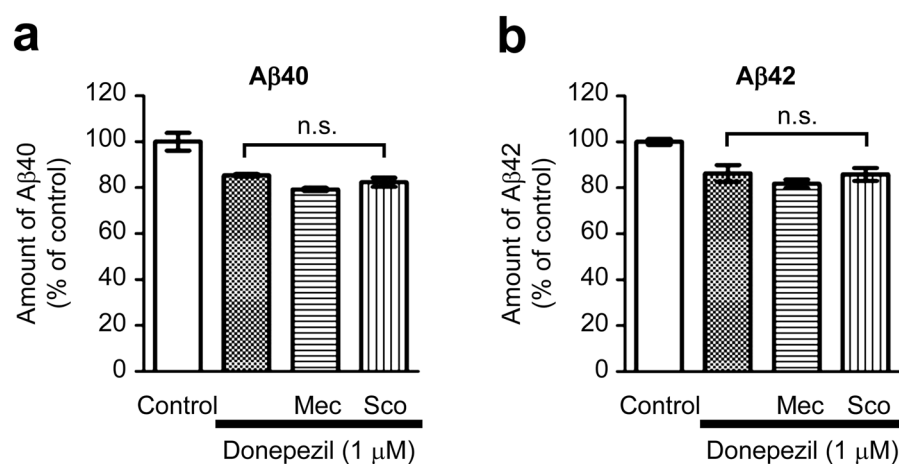 a
Aβ40
Amount of Aβ40
(% of control)
120
100
80
60
40
20
0
n.s.
Control
Mec
Sco
Donepezil (1 μM)
b
Aβ42
Amount of Aβ42
(% of control)
120
100
80
60
40
20
0
n.s.
Control
Mec
Sco
Donepezil (1 μM)